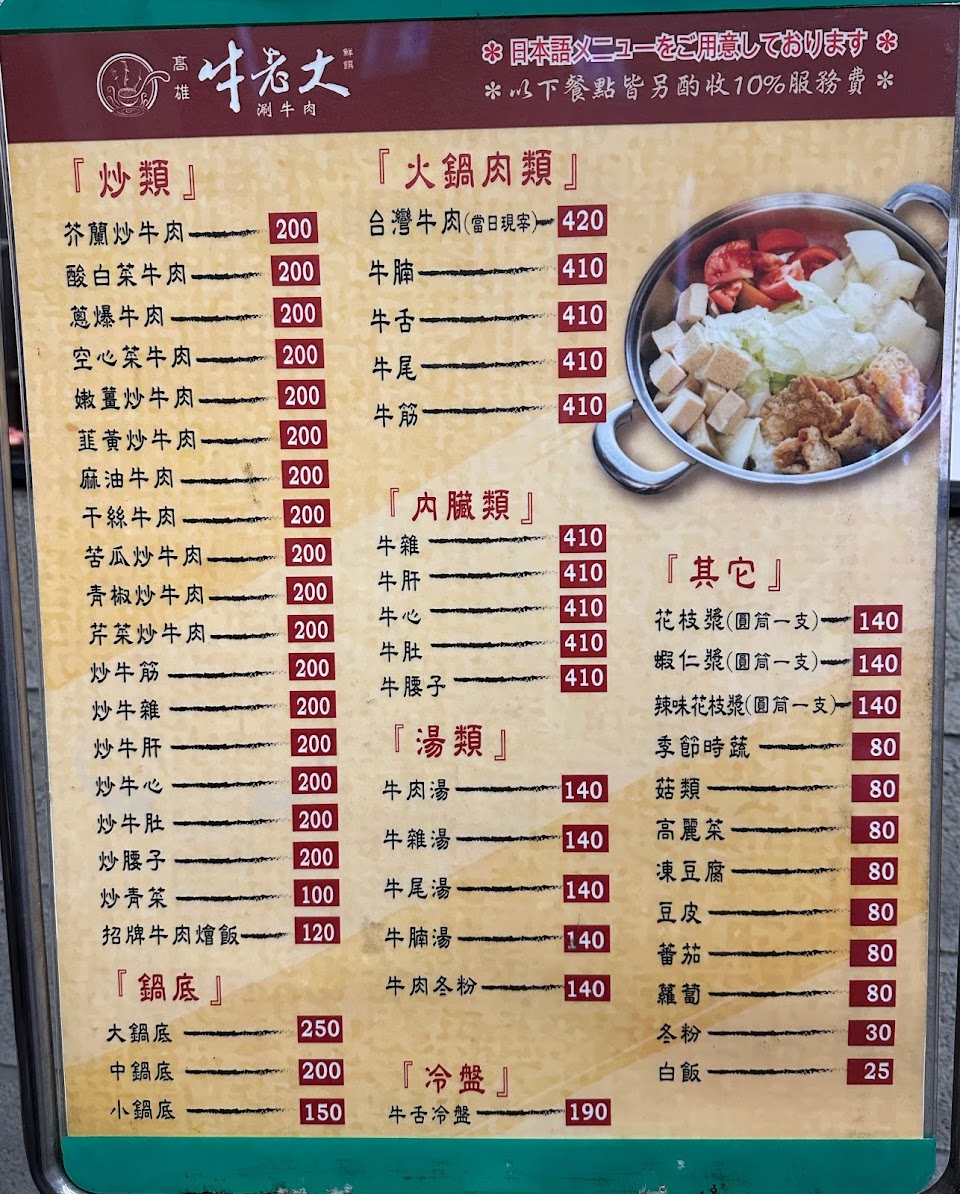 高雄
牛老大
鮮饌
涮牛肉
✻ 日本語メニューをご用意しております ✻
✻ 以下餐點皆另酌收10%服務費 ✻
『炒類』
芥蘭炒牛肉 200
酸白菜牛肉 200
蔥爆牛肉 200
空心菜牛肉 200
嫩薑炒牛肉 200
韮黃炒牛肉 200
麻油牛肉 200
干絲牛肉 200
苦瓜炒牛肉 200
青椒炒牛肉 200
芹菜炒牛肉 200
炒牛筋 200
炒牛雜 200
炒牛肝 200
炒牛心 200
炒牛肚 200
炒腰子 200
炒青菜 100
招牌牛肉燴飯 120
『鍋底』
大鍋底 250
中鍋底 200
小鍋底 150
『火鍋肉類』
台灣牛肉(當日現宰) 420
牛腩 410
牛舌 410
牛尾 410
牛筋 410
『內臟類』
牛雜 410
牛肝 410
牛心 410
牛肚 410
牛腰子 410
『湯類』
牛肉湯 140
牛雜湯 140
牛尾湯 140
牛腩湯 140
牛肉冬粉 140
『冷盤』
牛舌冷盤 190
『其它』
花枝漿(圓筒一支) 140
蝦仁漿(圓筒一支) 140
辣味花枝漿(圓筒一支) 140
季節時蔬 80
菇類 80
高麗菜 80
凍豆腐 80
豆皮 80
蕃茄 80
蘿蔔 80
冬粉 30
白飯 25